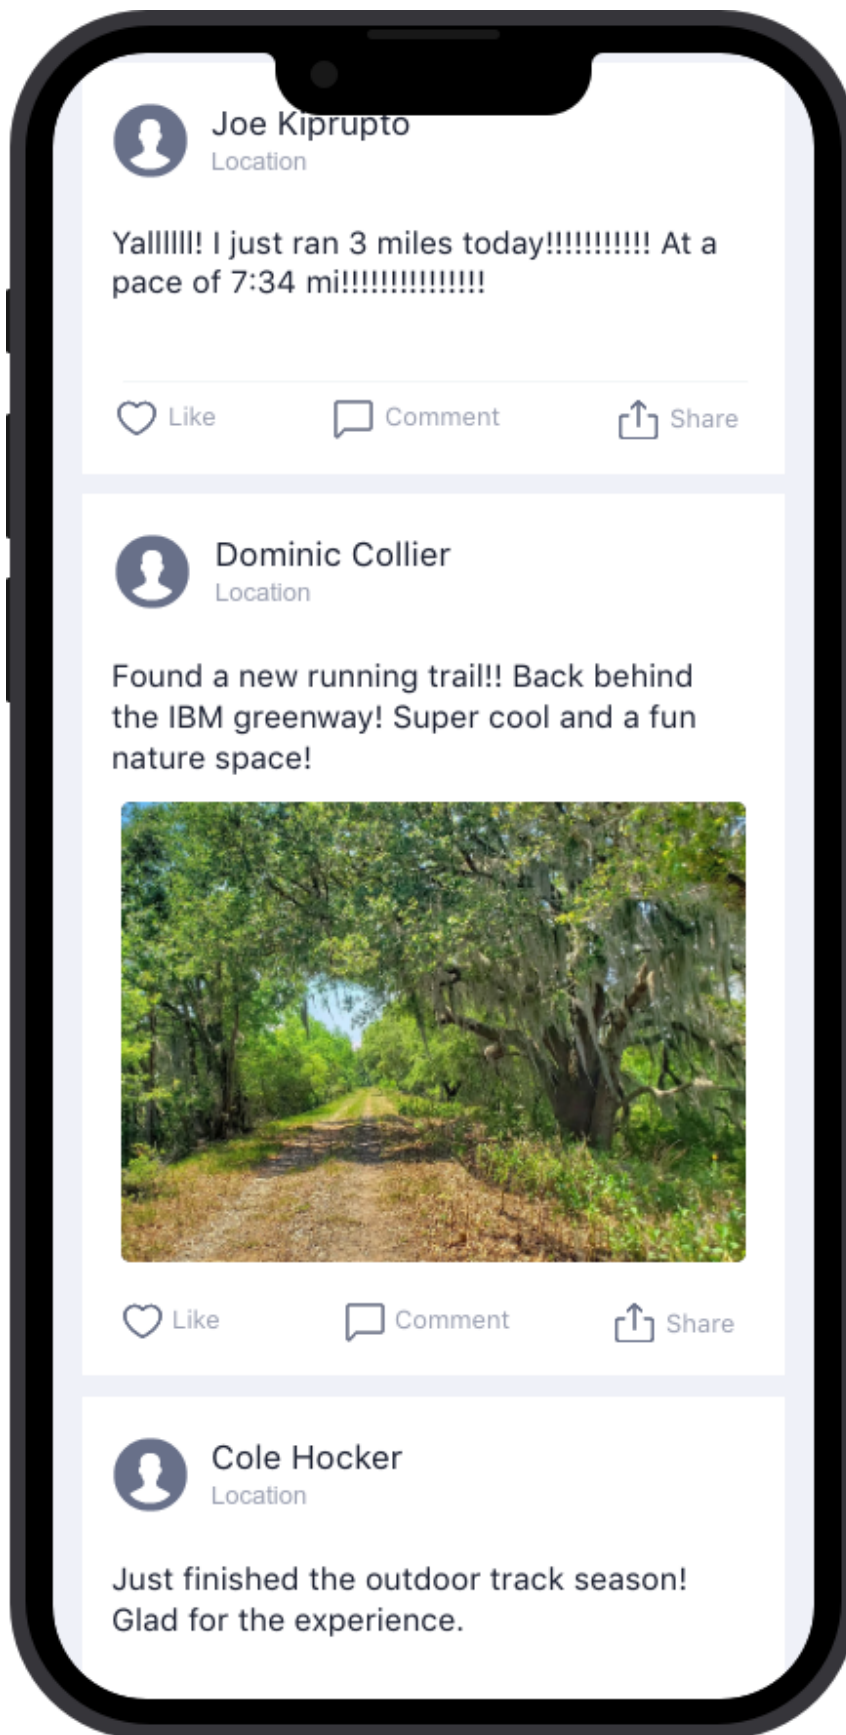 Joe Kiprupto
Location
Yallllll! I just ran 3 miles today!!!!!!!!!!! At a
pace of 7:34 mi!!!!!!!!!!!!!!!
Like Comment Share
Dominic Collier
Location
Found a new running trail!! Back behind
the IBM greenway! Super cool and a fun
nature space!
Like Comment Share
Cole Hocker
Location
Just finished the outdoor track season!
Glad for the experience.